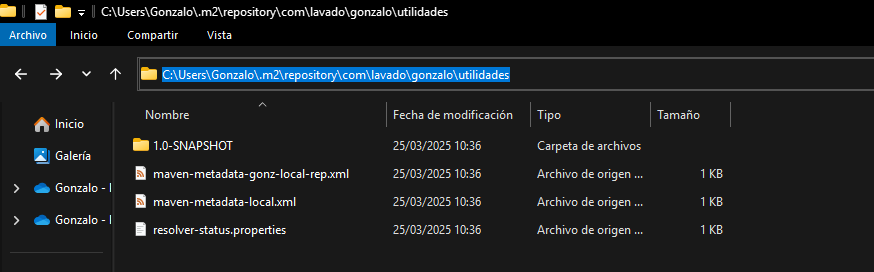 C:\Users\Gonzalo\.m2\repository\com\lavado\gonzalo\utilidades
Archivo Inicio Compartir Vista
C:\Users\Gonzalo\.m2\repository\com\lavado\gonzalo\utilidades
Nombre Fecha de modificación Tipo Tamaño
Inicio
Galería
Gonzalo -
Gonzalo -
1.0-SNAPSHOT 25/03/2025 10:36 Carpeta de archivos
maven-metadata-gonz-local-rep.xml 25/03/2025 10:36 Archivo de origen ... 1 KB
maven-metadata-local.xml 25/03/2025 10:36 Archivo de origen ... 1 KB
resolver-status.properties 25/03/2025 10:36 Archivo de origen ... 1 KB